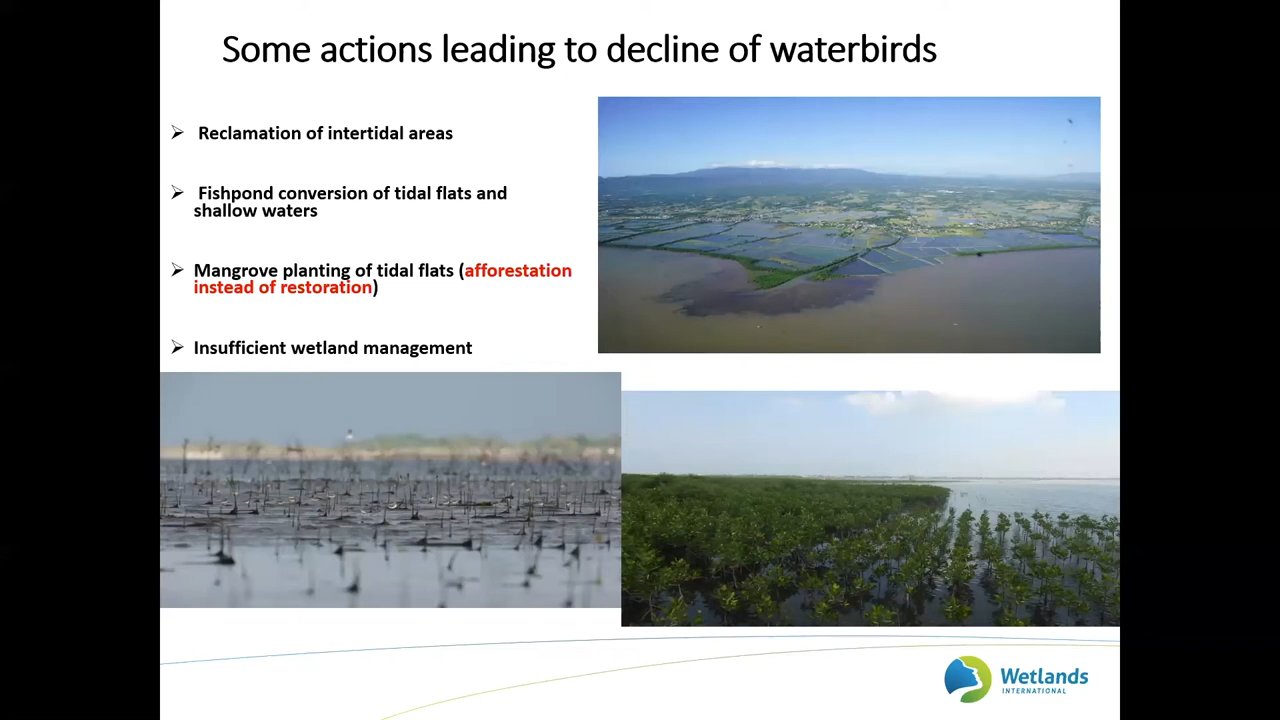 Some actions leading to decline of waterbirds
➢ Reclamation of intertidal areas
➢ Fishpond conversion of tidal flats and
shallow waters
➢ Mangrove planting of tidal flats (afforestation
instead of restoration)
➢ Insufficient wetland management
Wetlands
INTERNATIONAL